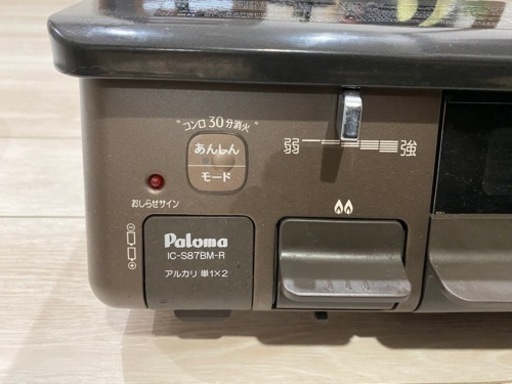 "コンロ30分消火"
あんしん
モード
弱
強
おしらせサイン
Paloma
IC-S87BM-R
アルカリ 単1×2